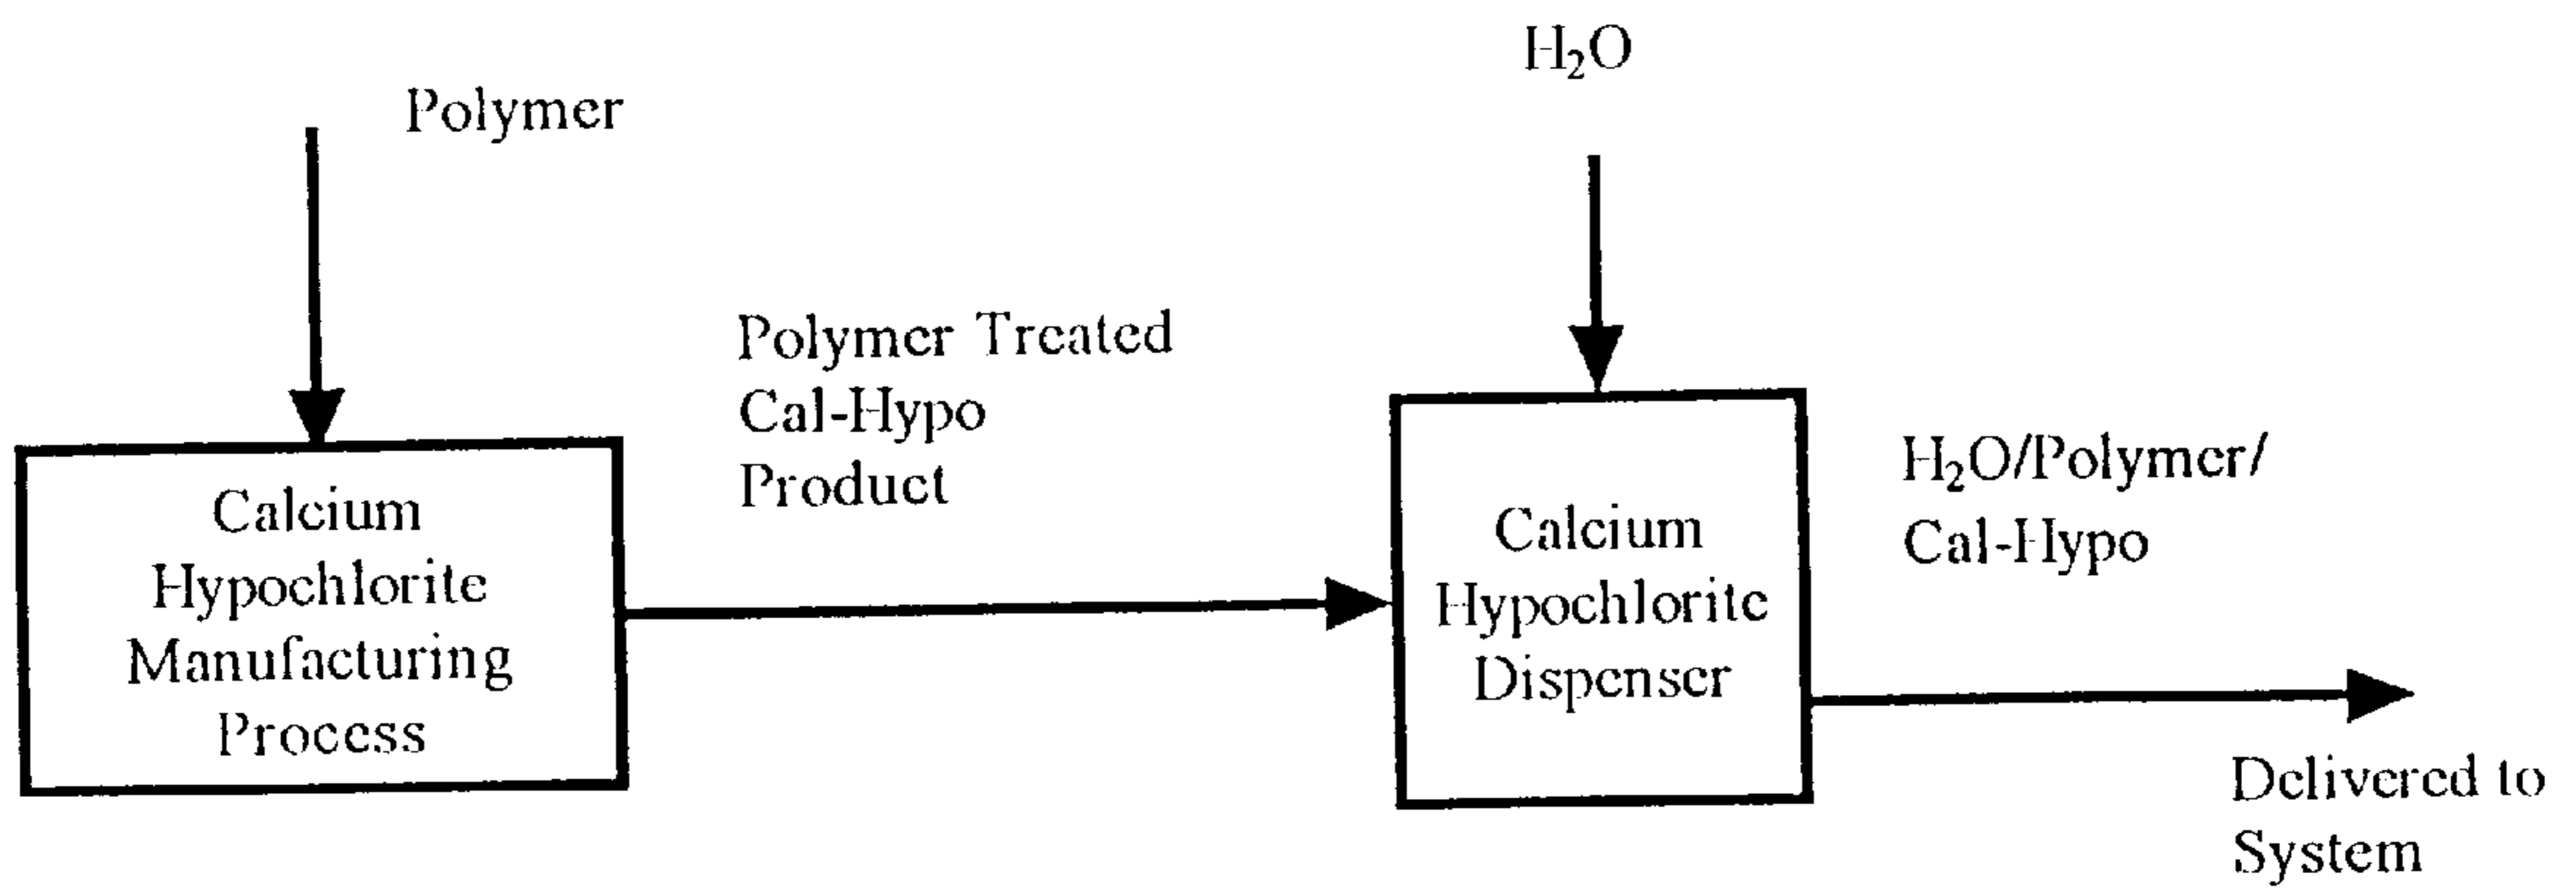 Polymer
H₂O
Polymer Treated
Cal-Hypo
Product
Calcium
Hypochlorite
Manufacturing
Process
Calcium
Hypochlorite
Dispenser
H₂O/Polymer/
Cal-Hypo
Delivered to
System